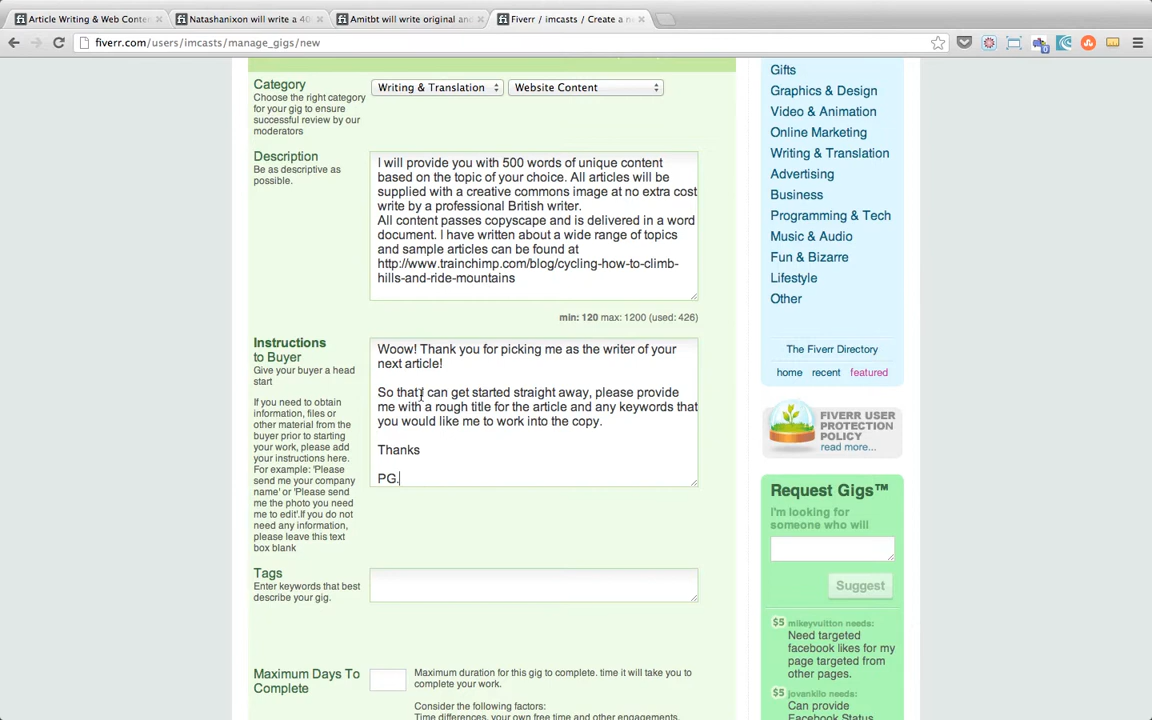 Article Writing & Web Conten
Natashanixon will write a 40
Amitbt will write original and
Fiverr / imcasts / Create a ne
fiverr.com/users/imcasts/manage_gigs/new
Category
Choose the right category
for your gig to ensure
successful review by our
moderators
Writing & Translation
Website Content
Description
Be as descriptive as
possible.
I will provide you with 500 words of unique content
based on the topic of your choice. All articles will be
supplied with a creative commons image at no extra cost
write by a professional British writer.
All content passes copyscape and is delivered in a word
document. I have written about a wide range of topics
and sample articles can be found at
http://www.trainchimp.com/blog/cycling-how-to-climb-
hills-and-ride-mountains
min: 120 max: 1200 (used: 426)
Instructions
to Buyer
Give your buyer a head
start
If you need to obtain
information, files or
other material from the
buyer prior to starting
your work, please add
your instructions here.
For example: 'Please
send me your company
name' or 'Please send
me the photo you need
me to edit'.If you do not
need any information,
please leave this text
box blank
Woow! Thank you for picking me as the writer of your
next article!
So that I can get started straight away, please provide
me with a rough title for the article and any keywords that
you would like me to work into the copy.
Thanks
PG.
Tags
Enter keywords that best
describe your gig.
Maximum Days To
Complete
Maximum duration for this gig to complete. time it will take you to
complete your work.
Consider the following factors:
Time differences, your own free time and other engagements,
Gifts
Graphics & Design
Video & Animation
Online Marketing
Writing & Translation
Advertising
Business
Programming & Tech
Music & Audio
Fun & Bizarre
Lifestyle
Other
The Fiverr Directory
home recent featured
FIVERR USER
PROTECTION
POLICY
read more...
Request Gigs™
I'm looking for
someone who will
Suggest
$5 mikeyvuitton needs:
Need targeted
facebook likes for my
page targeted from
other pages.
$5 jovankilo needs:
Can provide
Facebook Status